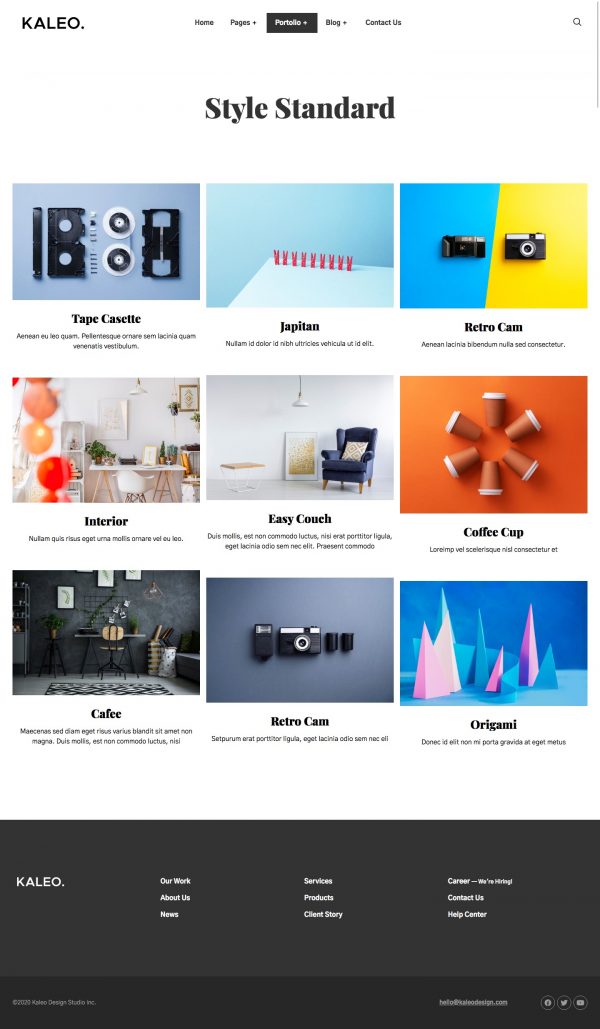 KALEO.
Home Pages + Portolio + Blog + Contact Us
Style Standard
Tape Casette
Aenean eu leo quam. Pellentesque ornare sem lacinia quam
venenatis vestibulum.
Japitan
Nullam id dolor id nibh ultricies vehicula ut id elit.
Retro Cam
Aenean lacinia bibendum nulla sed consectetur.
Interior
Nullam quis risus eget urna mollis ornare vel eu leo.
Easy Couch
Duis mollis, est non commodo luctus, nisi erat porttitor ligula,
eget lacinia odio sem nec elit. Praesent commodo
Coffee Cup
Loreimp vel scelerisque nisl consectetur et
Cafee
Maecenas sed diam eget risus varius blandit sit amet non
magna. Duis mollis, est non commodo luctus, nisi
Retro Cam
Setpurum erat porttitor ligula, eget lacinia odio sem nec eli
Origami
Donec id elit non mi porta gravida at eget metus
KALEO.
Our Work
About Us
News
Services
Products
Client Story
Career — We're Hiring!
Contact Us
Help Center
©2020 Kaleo Design Studio Inc.
hello@kaleodesign.com